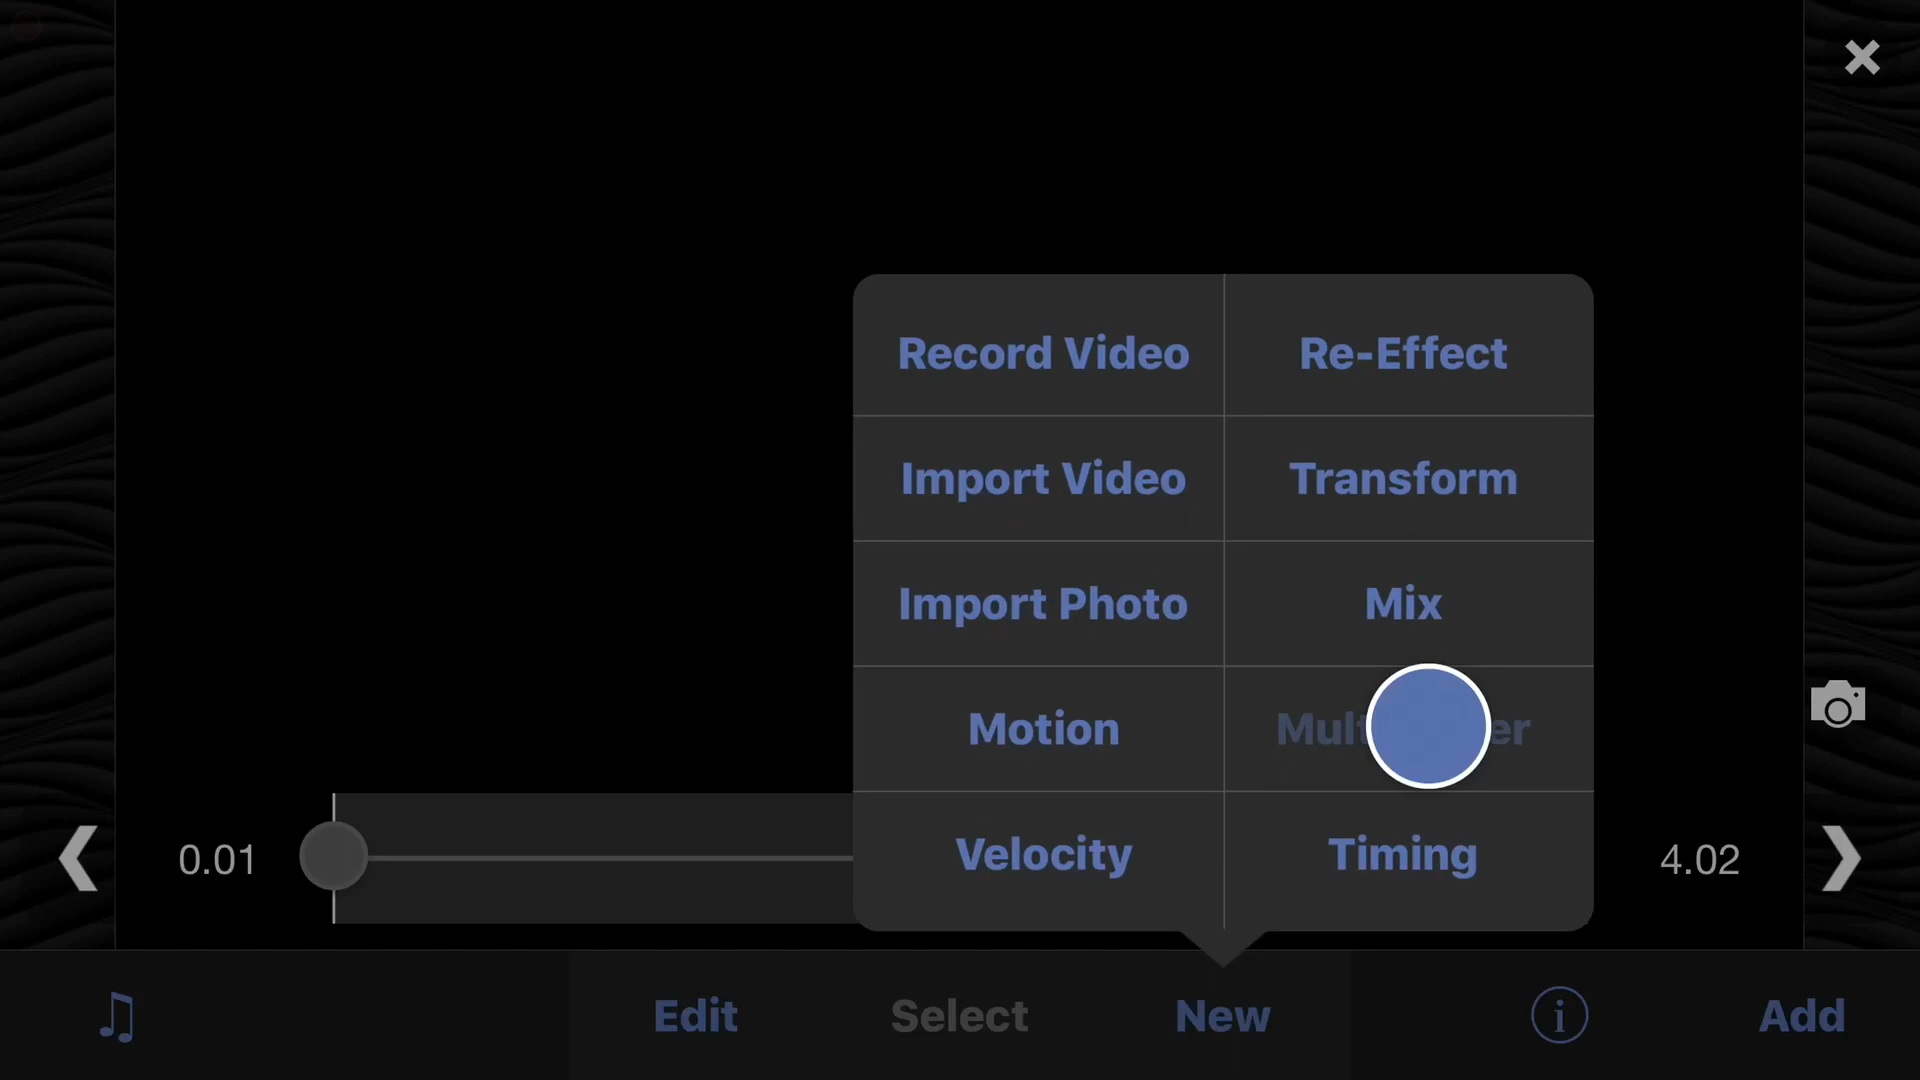 Record Video
Re-Effect
Import Video
Transform
Import Photo
Mix
Motion
Velocity
Timing
0.01
4.02
Edit
Select
New
Add